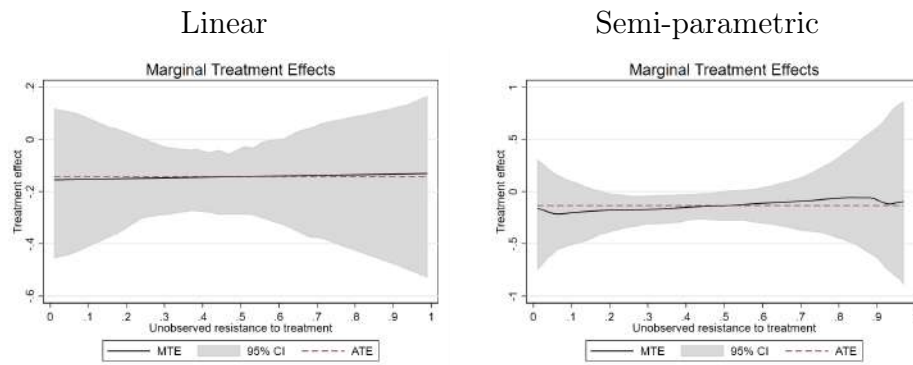 Linear
Semi-parametric
Marginal Treatment Effects
Treatment effect
.2
0
-.2
-.4
-.6
0 .1 .2 .3 .4 .5 .6 .7 .8 .9 1
Unobserved resistance to treatment
MTE 95% CI ATE
Marginal Treatment Effects
Treatment effect
1
.5
0
-.5
-1
0 .1 .2 .3 .4 .5 .6 .7 .8 .9
Unobserved resistance to treatment
MTE 95% CI ATE